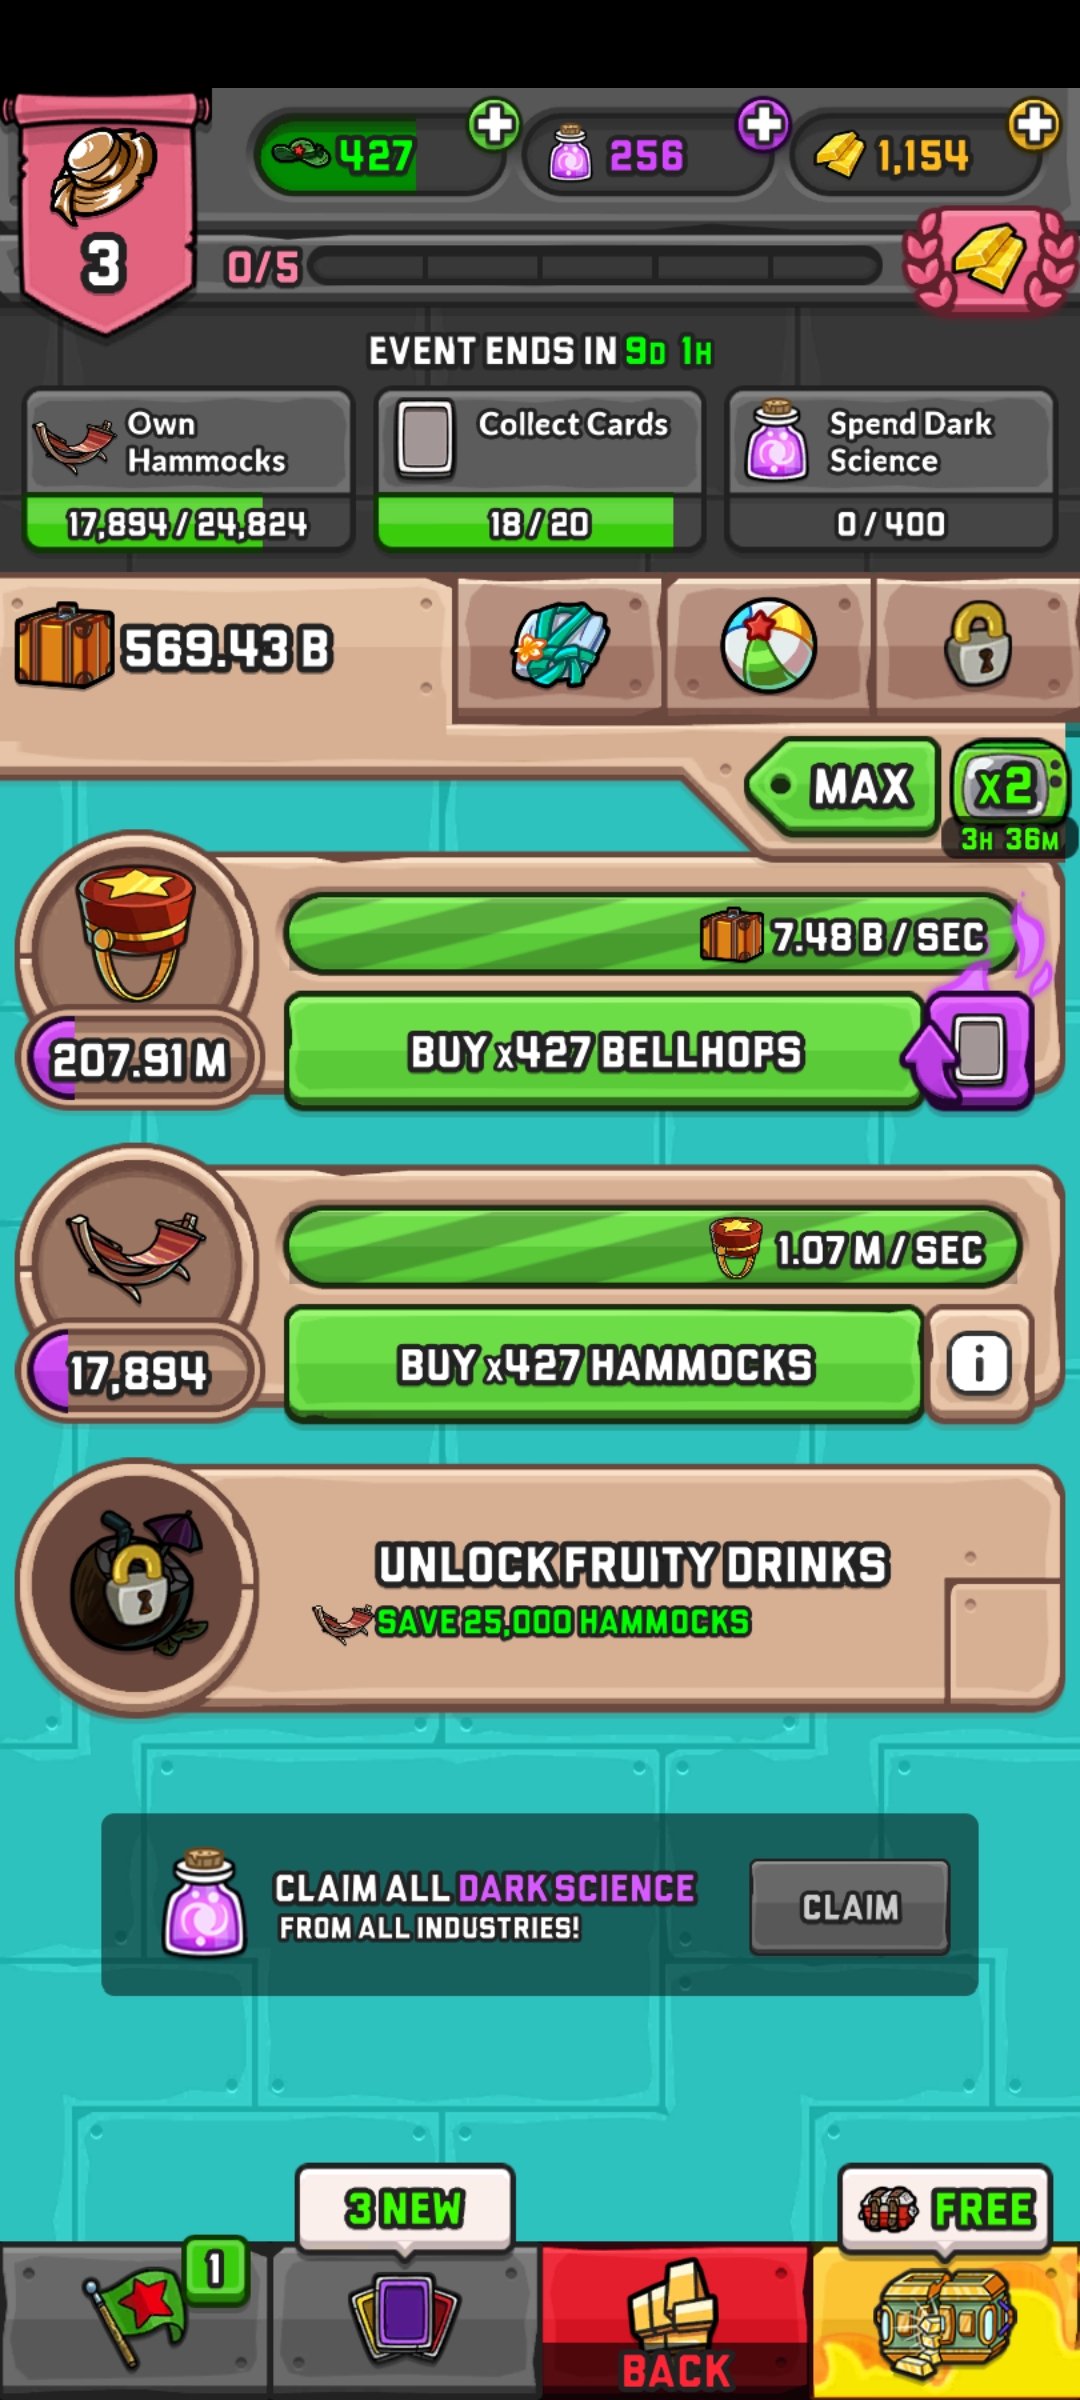 427
256
1,154
3
0/5
EVENT ENDS IN 9D 1H
Own
Hammocks
17,894 / 24,824
Collect Cards
18 / 20
Spend Dark
Science
0 / 400
569.43 B
MAX
x2
3H 36M
7.48 B / SEC
207.91 M
BUY x427 BELLHOPS
1.07 M / SEC
17,894
BUY x427 HAMMOCKS
i
UNLOCK FRUITY DRINKS
SAVE 25,000 HAMMOCKS
CLAIM ALL DARK SCIENCE
FROM ALL INDUSTRIES!
CLAIM
3 NEW
FREE
1
BACK